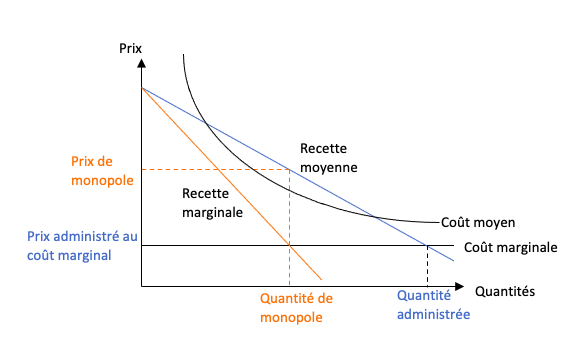 Prix
Recette
moyenne
Prix de
monopole
Recette
marginale
Coût moyen
Prix administré au
coût marginal
Coût marginale
Quantité de
monopole
Quantité
administrée
Quantités